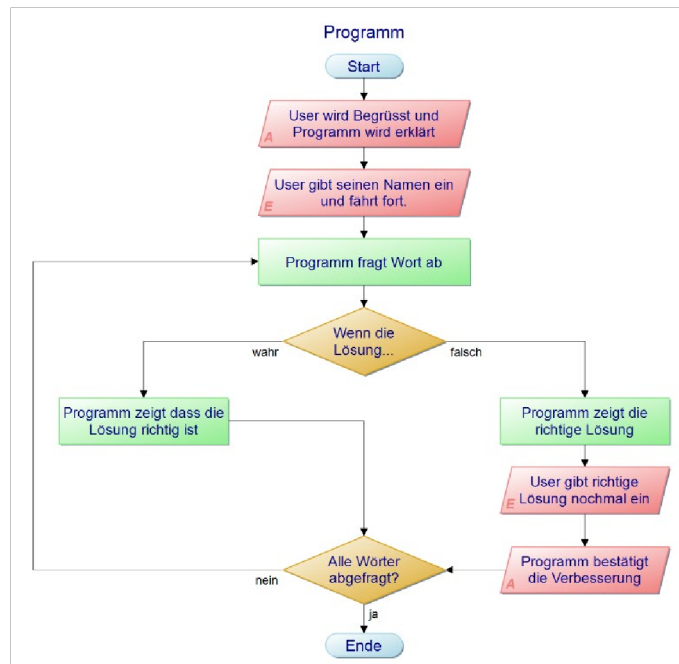 Programm
Start
User wird Begrüsst und
Programm wird erklärt
A
User gibt seinen Namen ein
und fahrt fort.
E
Programm fragt Wort ab
Wenn die
Lösung...
wahr
falsch
Programm zeigt dass die
Lösung richtig ist
Programm zeigt die
richtige Lösung
User gibt richtige
Lösung nochmal ein
E
Alle Wörter
abgefragt?
nein
ja
Programm bestätigt
die Verbesserung
A
Ende